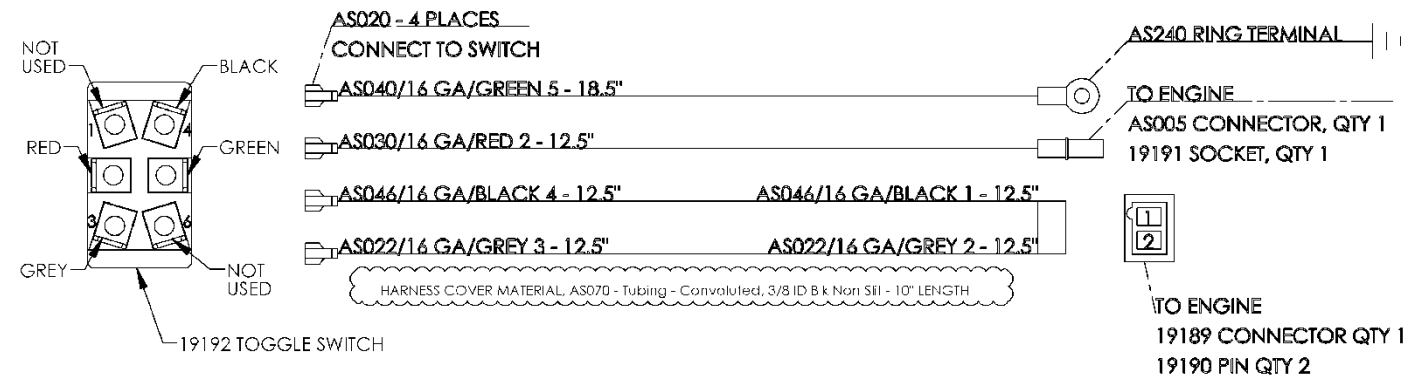 AS020 - 4 PLACES
CONNECT TO SWITCH
AS240 RING TERMINAL
NOT
USED
BLACK
1
4
RED
GREEN
3
6
GREY
NOT
USED
19192 TOGGLE SWITCH
AS040/16 GA/GREEN 5 - 18.5"
AS030/16 GA/RED 2 - 12.5"
AS046/16 GA/BLACK 4 - 12.5" AS046/16 GA/BLACK 1 - 12.5"
AS022/16 GA/GREY 3 - 12.5" AS022/16 GA/GREY 2 - 12.5"
HARNESS COVER MATERIAL, AS070 - Tubing - Convoluted, 3/8 ID Blk Non Slit - 10" LENGTH
TO ENGINE
AS005 CONNECTOR, QTY 1
19191 SOCKET, QTY 1
1
2
TO ENGINE
19189 CONNECTOR QTY 1
19190 PIN QTY 2